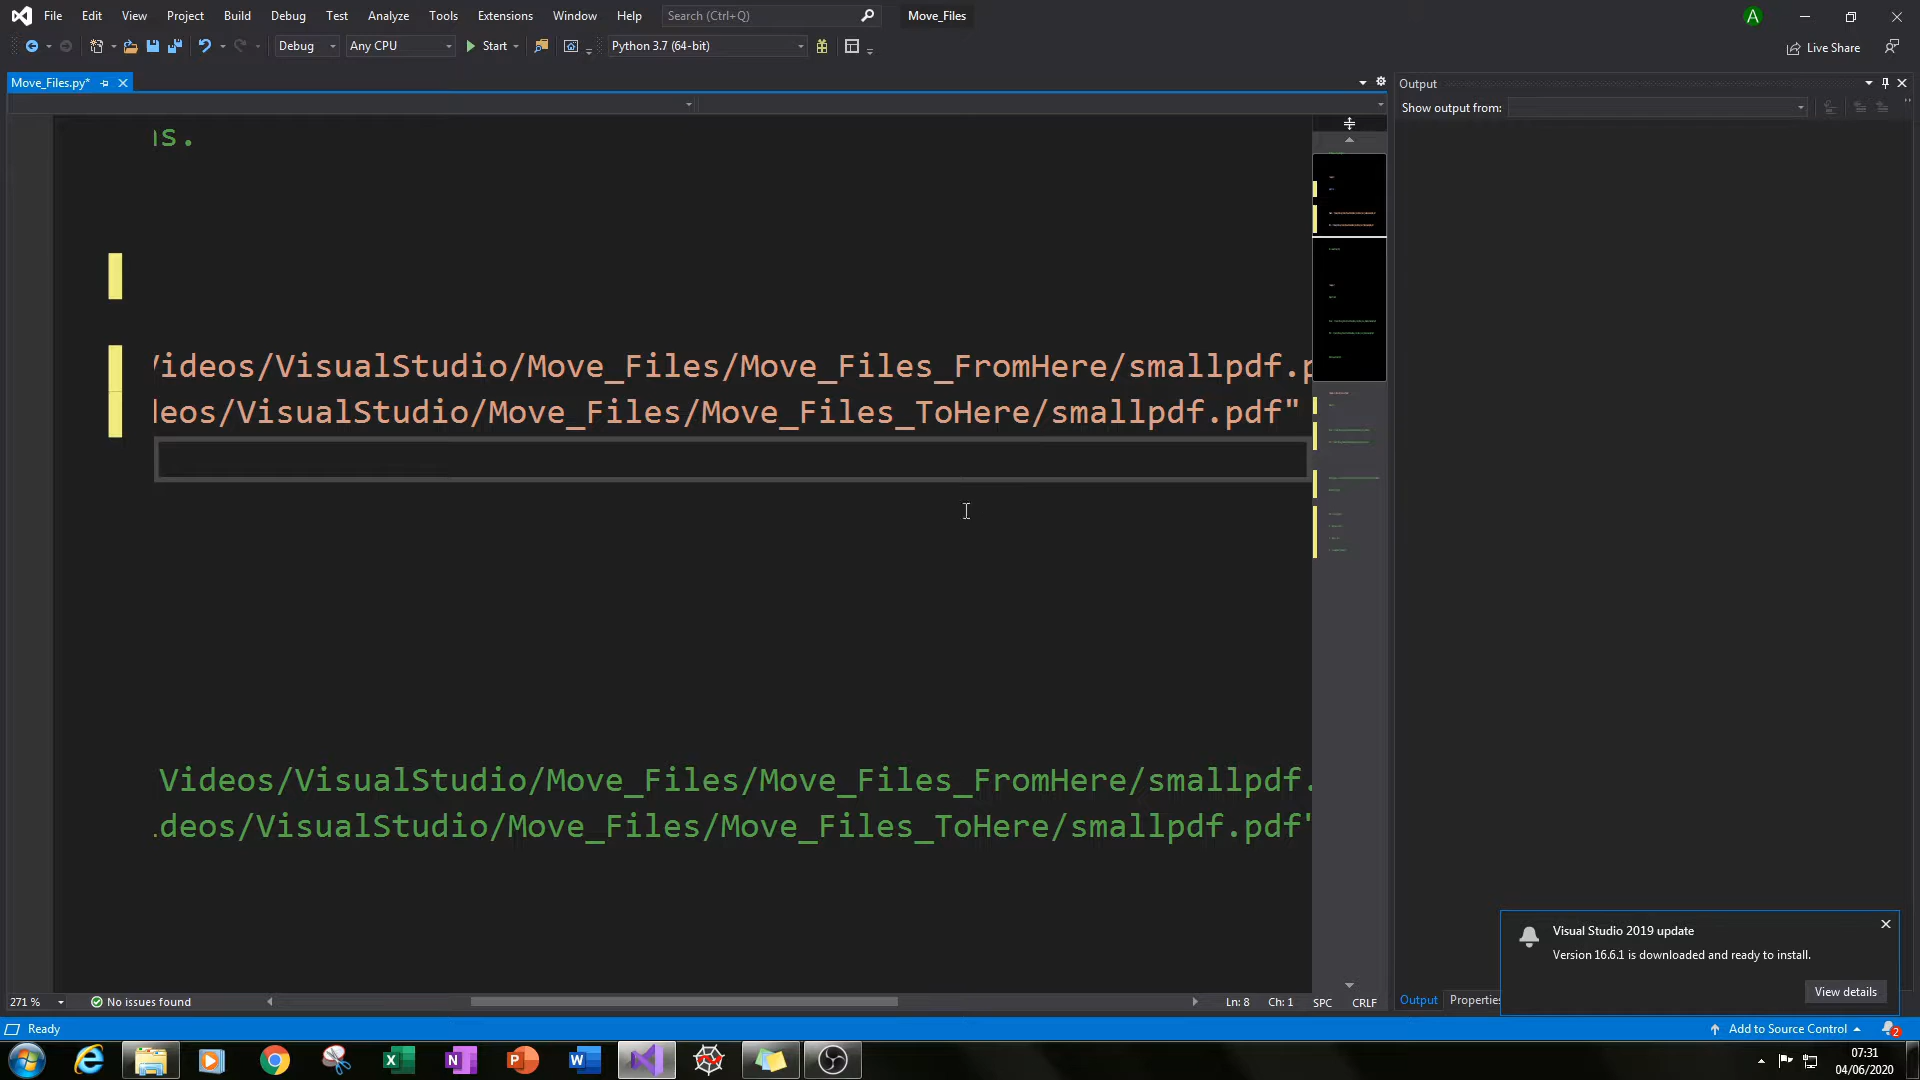 File Edit View Project Build Debug Test Analyze Tools Extensions Window Help Search (Ctrl+Q) Move_Files A
Debug Any CPU Start Python 3.7 (64-bit) Live Share
Move_Files.py*
Output
Show output from:
ns.
Videos/VisualStudio/Move_Files/Move_Files_FromHere/smallpdf.p
deos/VisualStudio/Move_Files/Move_Files_ToHere/smallpdf.pdf"
Videos/VisualStudio/Move_Files/Move_Files_FromHere/smallpdf.
ideos/VisualStudio/Move_Files/Move_Files_ToHere/smallpdf.pdf"
Visual Studio 2019 update
Version 16.6.1 is downloaded and ready to install.
View details
271 % No issues found Ln: 8 Ch: 1 SPC CRLF
Output Properties
Ready Add to Source Control 2
07:31
04/06/2020